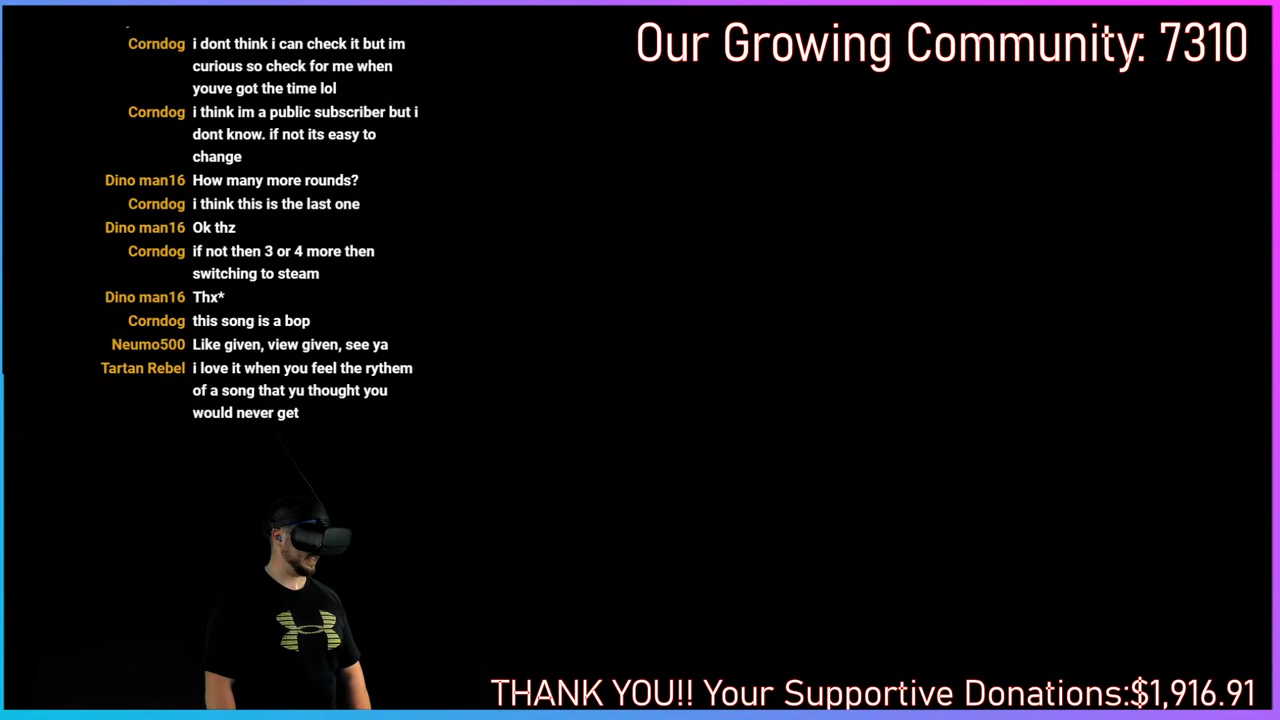 Our Growing Community: 7310
Corndog i dont think i can check it but im
curious so check for me when
youve got the time lol
Corndog i think im a public subscriber but i
dont know. if not its easy to
change
Dino man16 How many more rounds?
Corndog i think this is the last one
Dino man16 Ok thz
Corndog if not then 3 or 4 more then
switching to steam
Dino man16 Thx*
Corndog this song is a bop
Neumo500 Like given, view given, see ya
Tartan Rebel i love it when you feel the rythem
of a song that yu thought you
would never get
THANK YOU!! Your Supportive Donations:$1,916.91